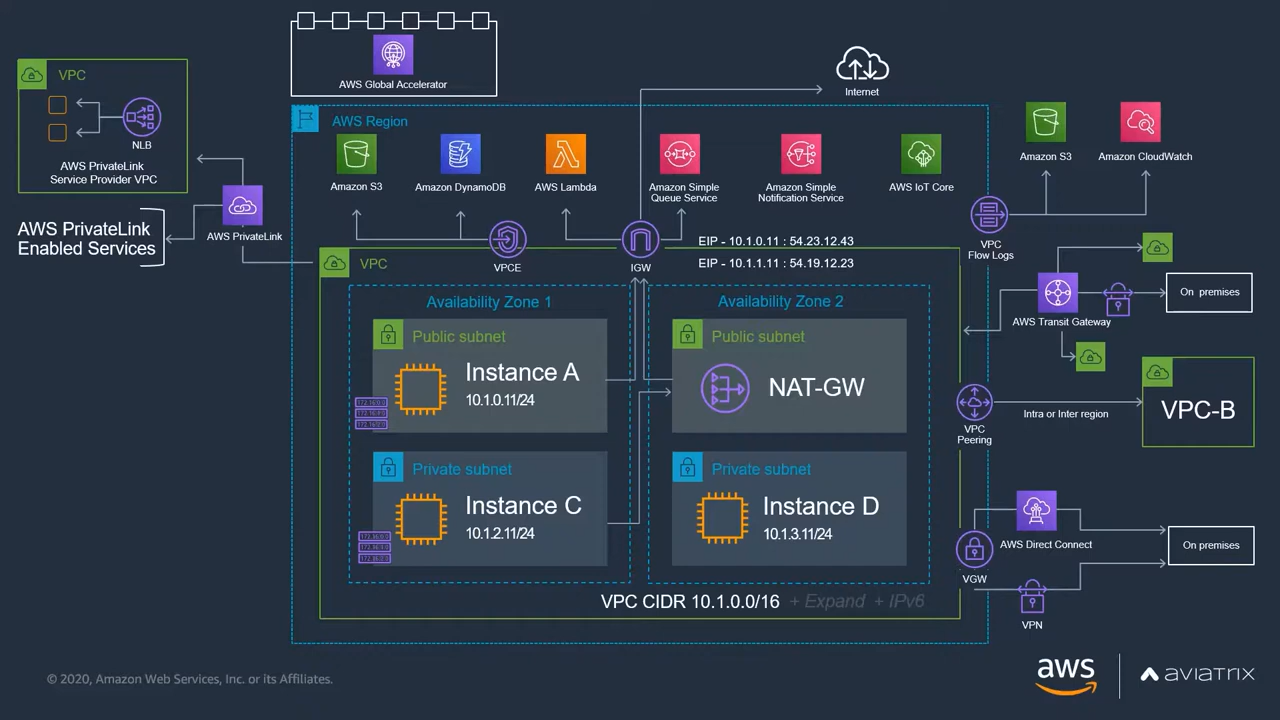 AWS Global Accelerator
Internet
VPC
NLB
AWS PrivateLink
Service Provider VPC
AWS PrivateLink
Enabled Services
AWS PrivateLink
AWS Region
Amazon S3
Amazon DynamoDB
AWS Lambda
Amazon Simple
Queue Service
Amazon Simple
Notification Service
AWS IoT Core
Amazon S3
Amazon CloudWatch
VPC
Flow Logs
VPC
VPCE
IGW
EIP - 10.1.0.11 : 54.23.12.43
EIP - 10.1.1.11 : 54.19.12.23
Availability Zone 1
Public subnet
Instance A
10.1.0.11/24
Private subnet
Instance C
10.1.2.11/24
Availability Zone 2
Public subnet
NAT-GW
Private subnet
Instance D
10.1.3.11/24
VPC CIDR 10.1.0.0/16 + Expand + IPv6
AWS Transit Gateway
On premises
VPC
Peering
Intra or Inter region
VPC-B
VGW
AWS Direct Connect
On premises
VPN
© 2020, Amazon Web Services, Inc. or its Affiliates.
aws
AVIATRIX